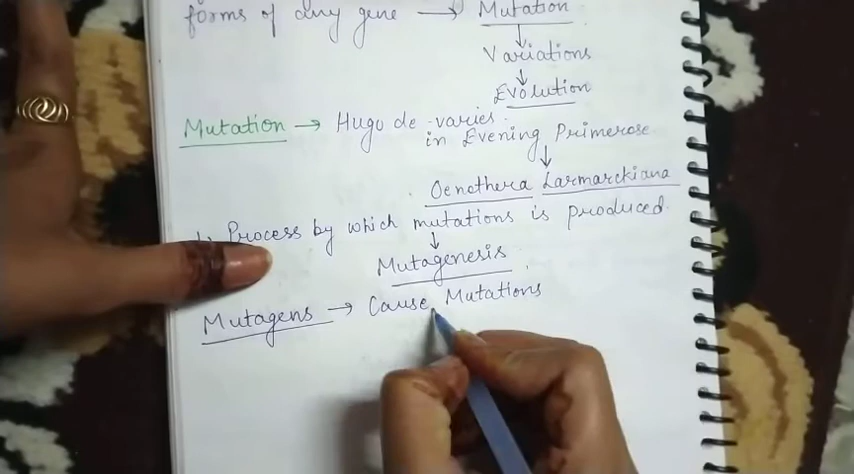 forms of any gene → Mutation
↓
Variations
↓
Evolution
Mutation → Hugo de varies.
in Evening Primerose
↓
Oenothera Larmarckiana
Process by which mutations is produced.
↓
Mutagenesis
Mutagens → Cause Mutations